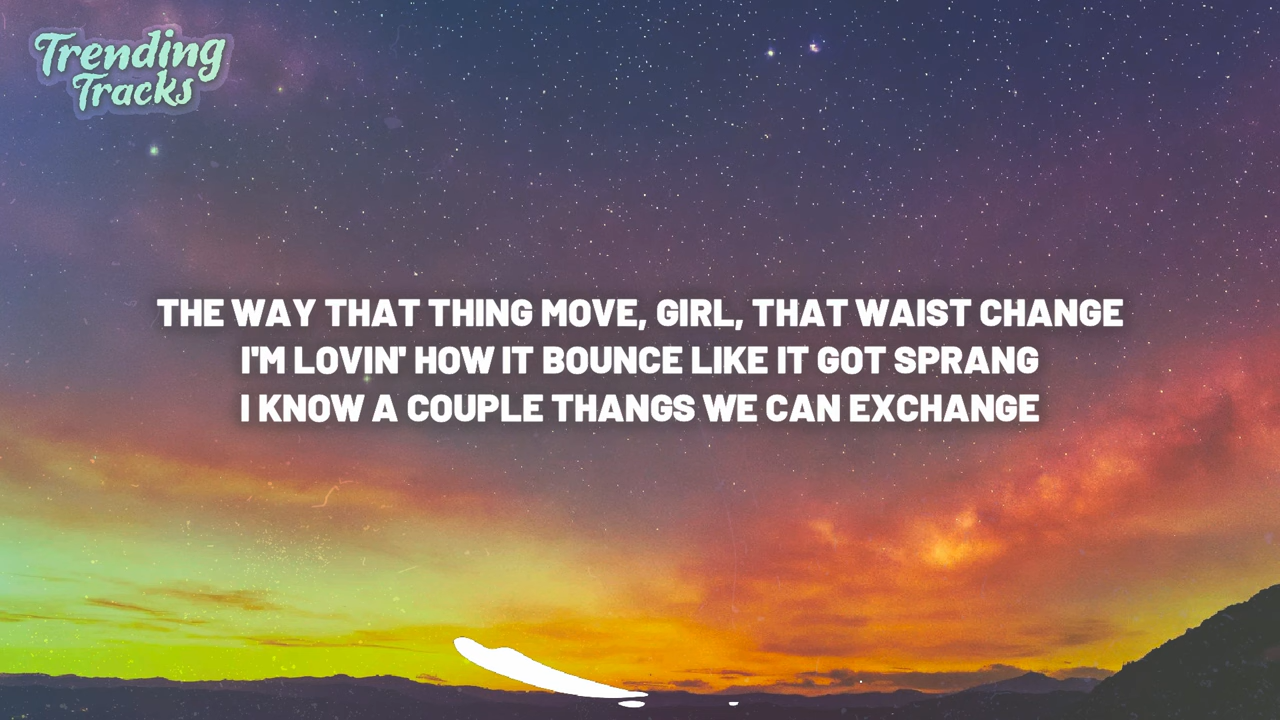 Trending
Tracks
THE WAY THAT THING MOVE, GIRL, THAT WAIST CHANGE
I'M LOVIN' HOW IT BOUNCE LIKE IT GOT SPRANG
I KNOW A COUPLE THANGS WE CAN EXCHANGE